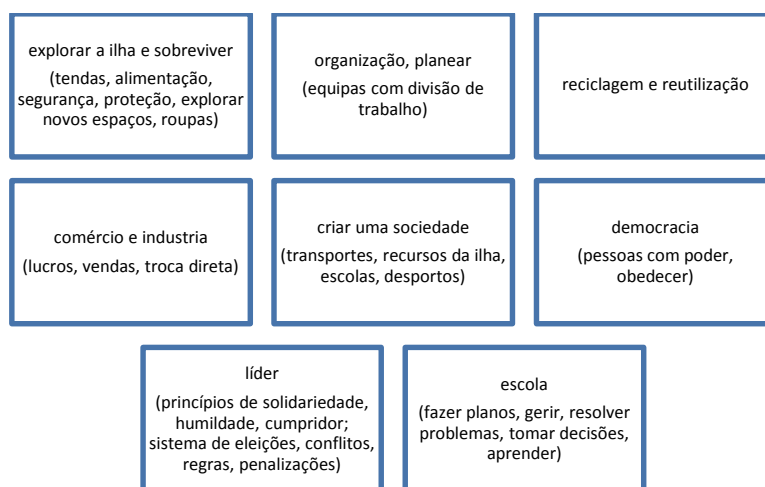 explorar a ilha e sobreviver
(tendas, alimentação,
segurança, proteção, explorar
novos espaços, roupas)
organização, planear
(equipas com divisão de
trabalho)
reciclagem e reutilização
comércio e industria
(lucros, vendas, troca direta)
criar uma sociedade
(transportes, recursos da ilha,
escolas, desportos)
democracia
(pessoas com poder,
obedecer)
líder
(princípios de solidariedade,
humildade, cumpridor;
sistema de eleições, conflitos,
regras, penalizações)
escola
(fazer planos, gerir, resolver
problemas, tomar decisões,
aprender)